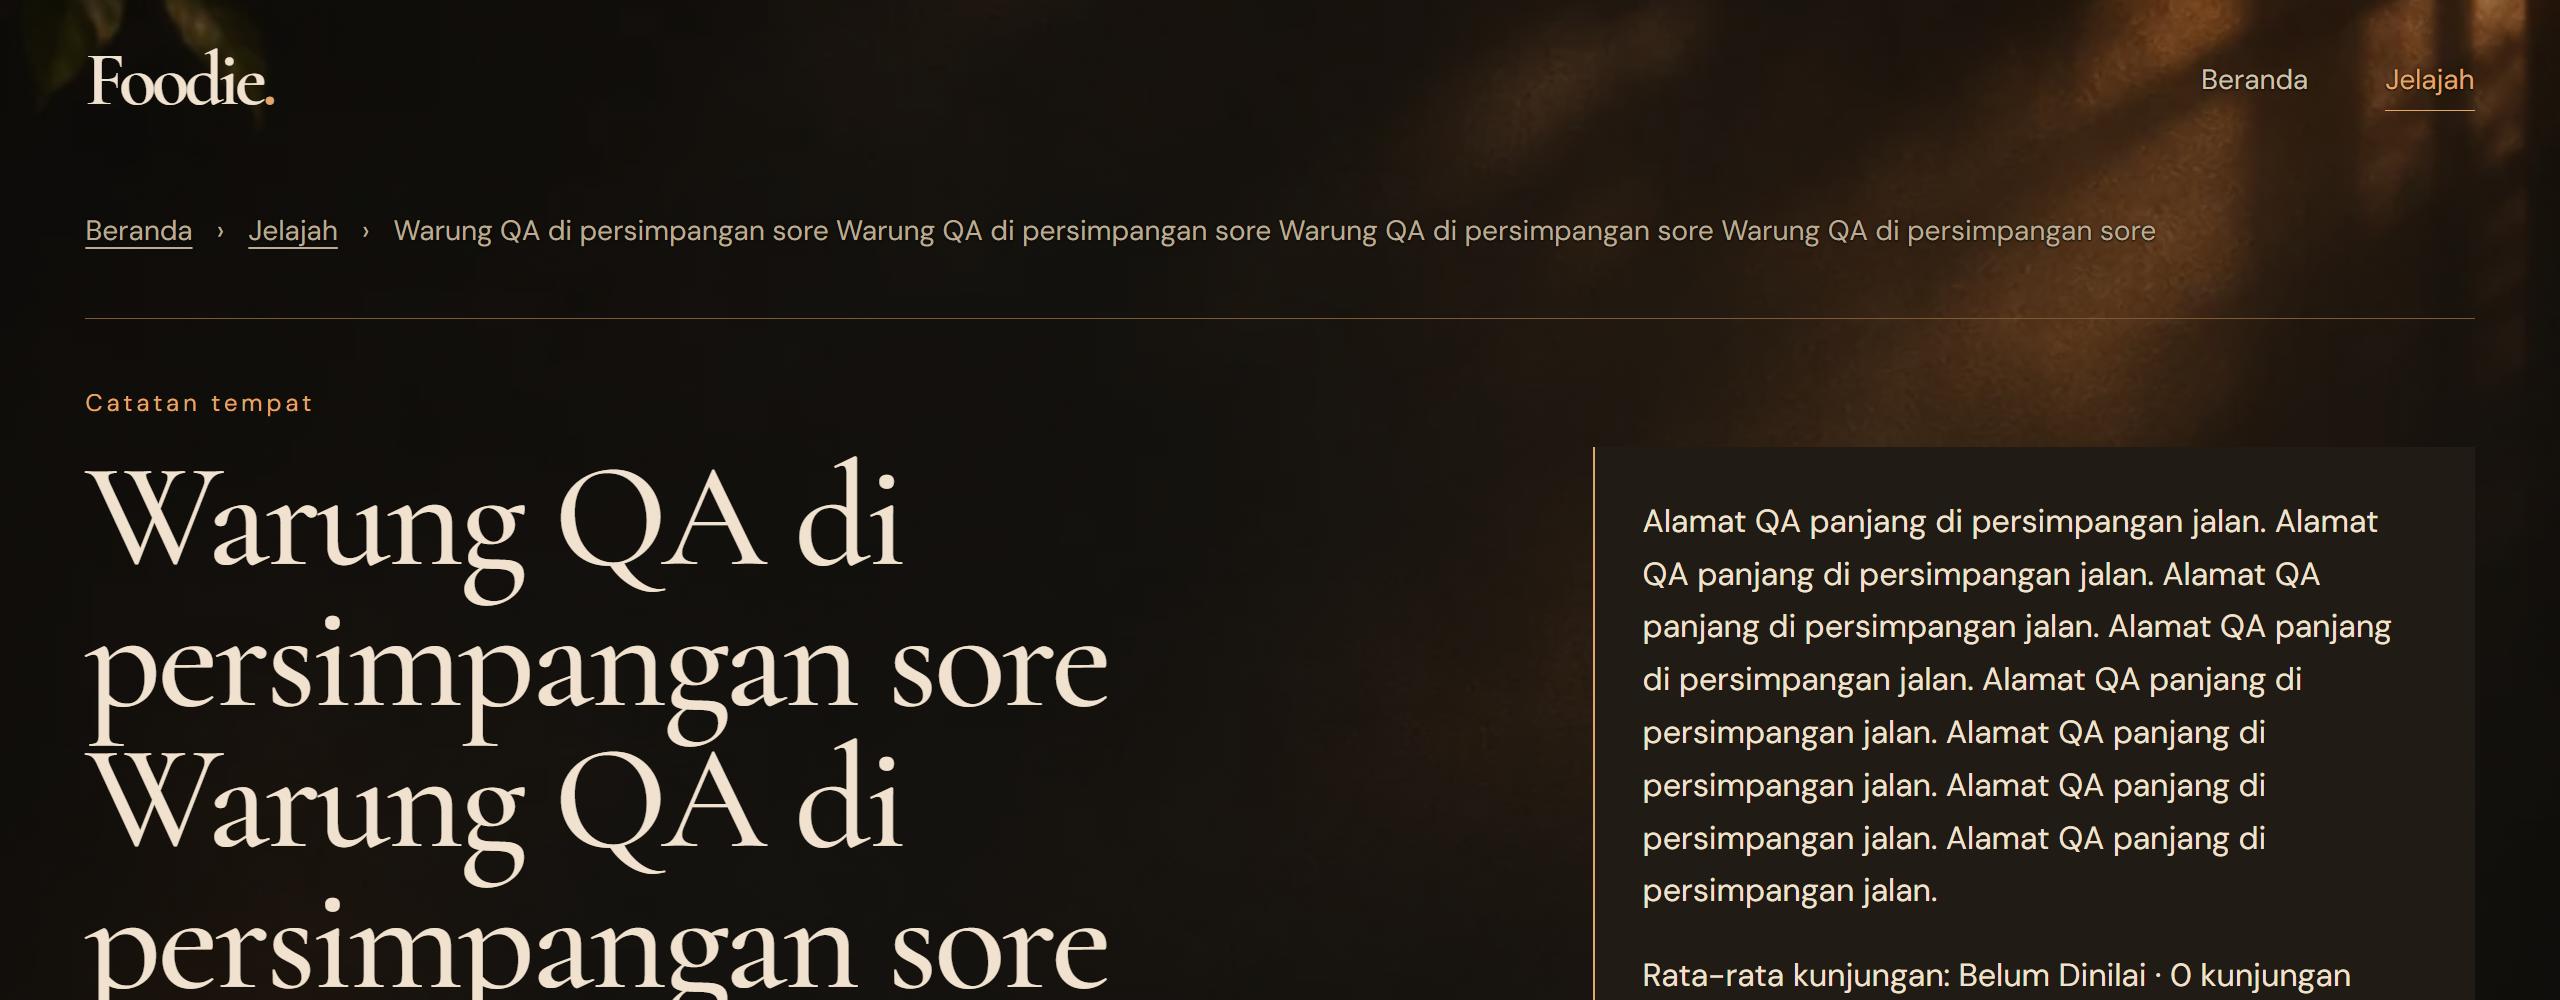 Foodie.
Beranda
Jelajah
Beranda › Jelajah › Warung QA di persimpangan sore Warung QA di persimpangan sore Warung QA di persimpangan sore Warung QA di persimpangan sore
Catatan tempat
Warung QA di
persimpangan sore
Warung QA di
persimpangan sore
Alamat QA panjang di persimpangan jalan. Alamat
QA panjang di persimpangan jalan. Alamat QA
panjang di persimpangan jalan. Alamat QA panjang
di persimpangan jalan. Alamat QA panjang di
persimpangan jalan. Alamat QA panjang di
persimpangan jalan. Alamat QA panjang di
persimpangan jalan. Alamat QA panjang di
persimpangan jalan.
Rata-rata kunjungan: Belum Dinilai · 0 kunjungan